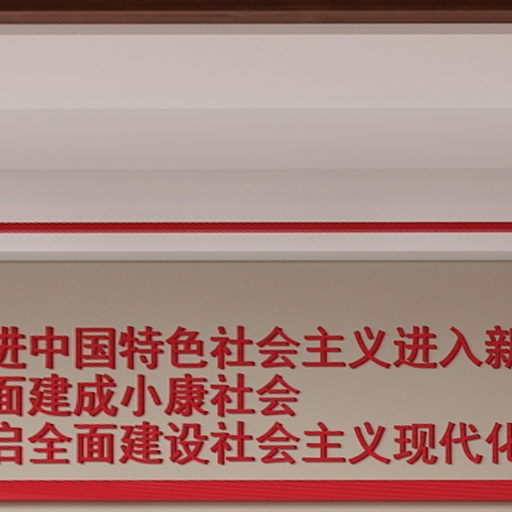 进中国特色社会主义进入新
面建成小康社会
启全面建设社会主义现代化